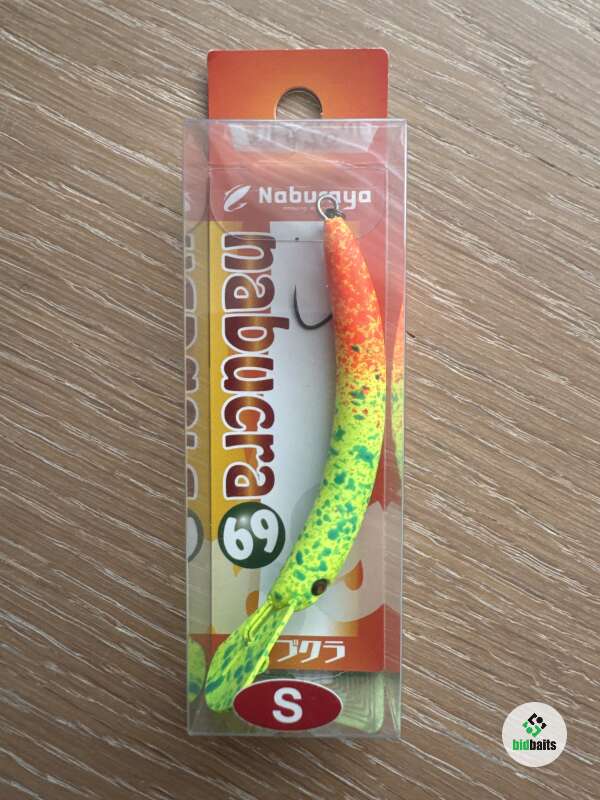 Naburaya
nabucra
69
ブクラ
S
bidbaits